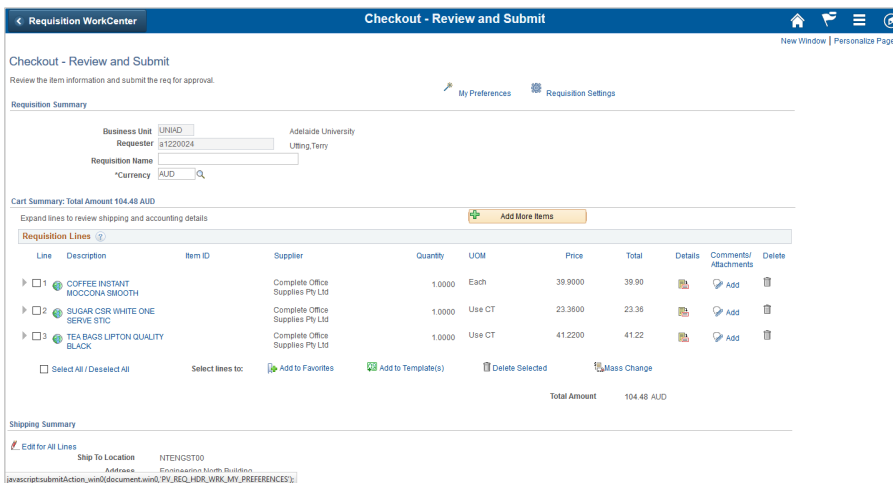 Requisition WorkCenter
Checkout - Review and Submit
New Window | Personalize Page
Checkout - Review and Submit
Review the item information and submit the req for approval.
My Preferences Requisition Settings
Requisition Summary
Business Unit UNIAD Adelaide University
Requester a1220024 Utting,Terry
Requisition Name
*Currency AUD
Cart Summary: Total Amount 104.48 AUD
Expand lines to review shipping and accounting details Add More Items
Requisition Lines ?
Line Description Item ID Supplier Quantity UOM Price Total Details Comments/ Delete
Attachments
1 COFFEE INSTANT Complete Office 1.0000 Each 39.9000 39.90 Add
MOCCONA SMOOTH Supplies Pty Ltd
2 SUGAR CSR WHITE ONE Complete Office 1.0000 Use CT 23.3600 23.36 Add
SERVE STIC Supplies Pty Ltd
3 TEA BAGS LIPTON QUALITY Complete Office 1.0000 Use CT 41.2200 41.22 Add
BLACK Supplies Pty Ltd
Select All / Deselect All Select lines to: Add to Favorites Add to Template(s) Delete Selected Mass Change
Total Amount 104.48 AUD
Shipping Summary
Edit for All Lines
Ship To Location NTENGST00
Address Engineering North Building
javascript:submitAction_win0(document.win0,'PV_REQ_HDR_WRK_MY_PREFERENCES');